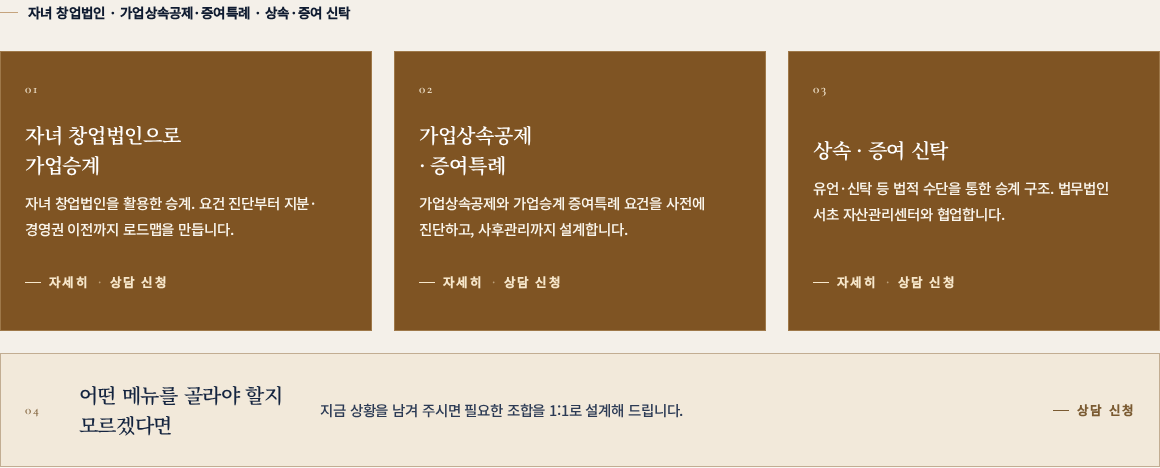 자녀 창업법인 · 가업상속공제·증여특례 · 상속·증여 신탁
01
자녀 창업법인으로
가업승계
자녀 창업법인을 활용한 승계. 요건 진단부터 지분·
경영권 이전까지 로드맵을 만듭니다.
— 자세히 · 상담 신청
02
가업상속공제
· 증여특례
가업상속공제와 가업승계 증여특례 요건을 사전에
진단하고, 사후관리까지 설계합니다.
— 자세히 · 상담 신청
03
상속 · 증여 신탁
유언·신탁 등 법적 수단을 통한 승계 구조. 법무법인
서초 자산관리센터와 협업합니다.
— 자세히 · 상담 신청
04
어떤 메뉴를 골라야 할지
모르겠다면
지금 상황을 남겨 주시면 필요한 조합을 1:1로 설계해 드립니다.
— 상담 신청